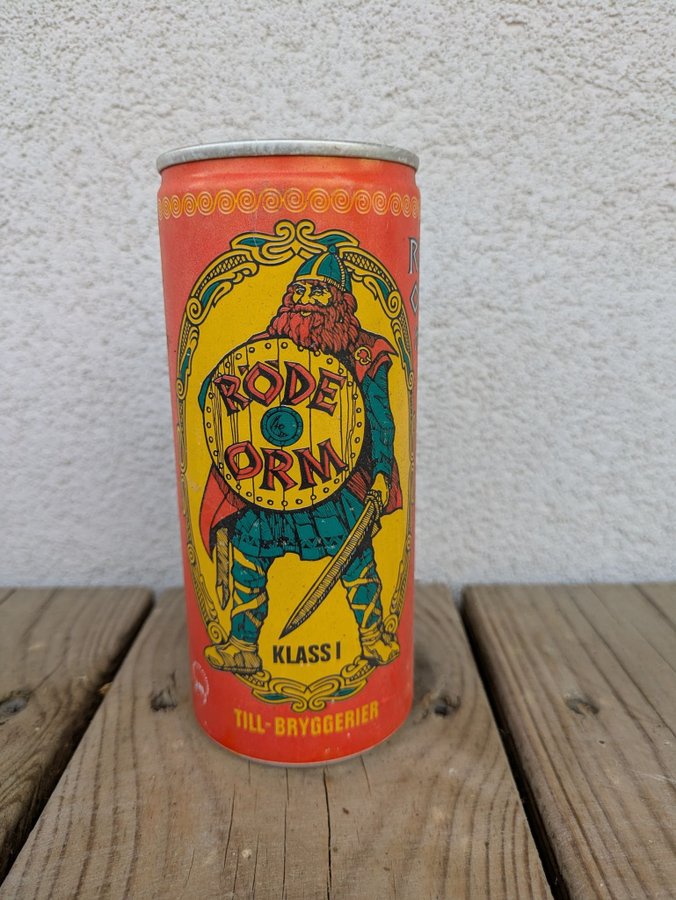 RÖDE
ORM
KLASS I
TILL-BRYGGERIER